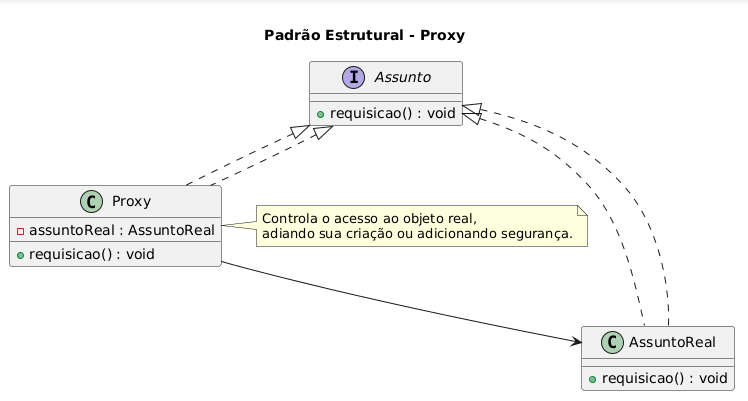 Padrão Estrutural - Proxy
I Assunto
requisicao() : void
C Proxy
assuntoReal : AssuntoReal
requisicao() : void
Controla o acesso ao objeto real,
adiando sua criação ou adicionando segurança.
C AssuntoReal
requisicao() : void